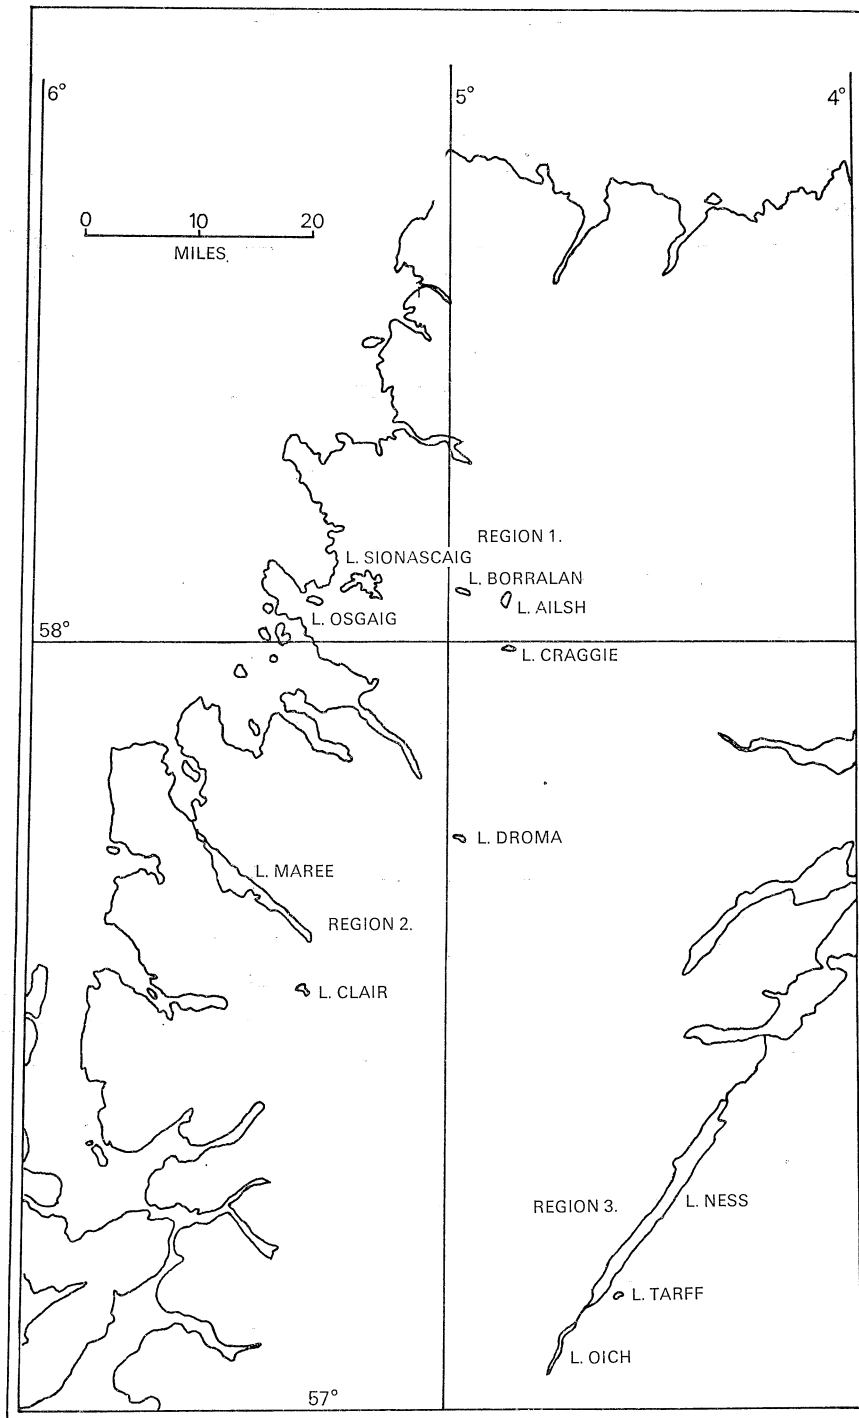 6°
5°
4°
0 10 20
MILES
REGION 1.
L. SIONASCAIG
L. BORRALAN
L. AILSH
L. OSGAIG
58°
L. CRAGGIE
L. DROMA
L. MAREE
REGION 2.
L. CLAIR
REGION 3.
L. NESS
L. TARFF
L. OICH
57°